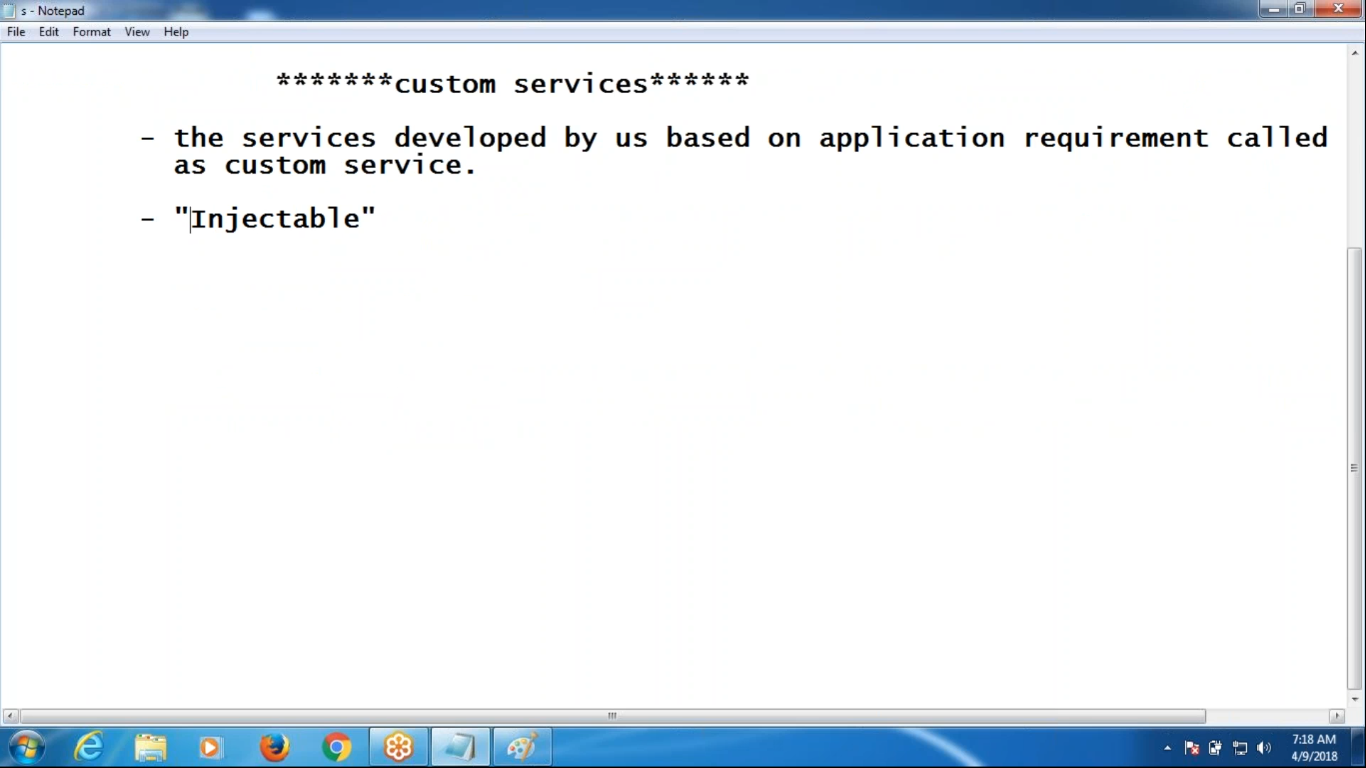 s - Notepad
File Edit Format View Help
*******custom services******
- the services developed by us based on application requirement called
as custom service.
- "Injectable"
7:18 AM
4/9/2018